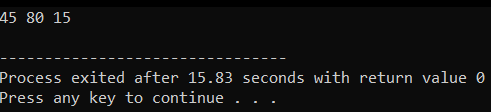 45 80 15
--------------------------------
Process exited after 15.83 seconds with return value 0
Press any key to continue . . .